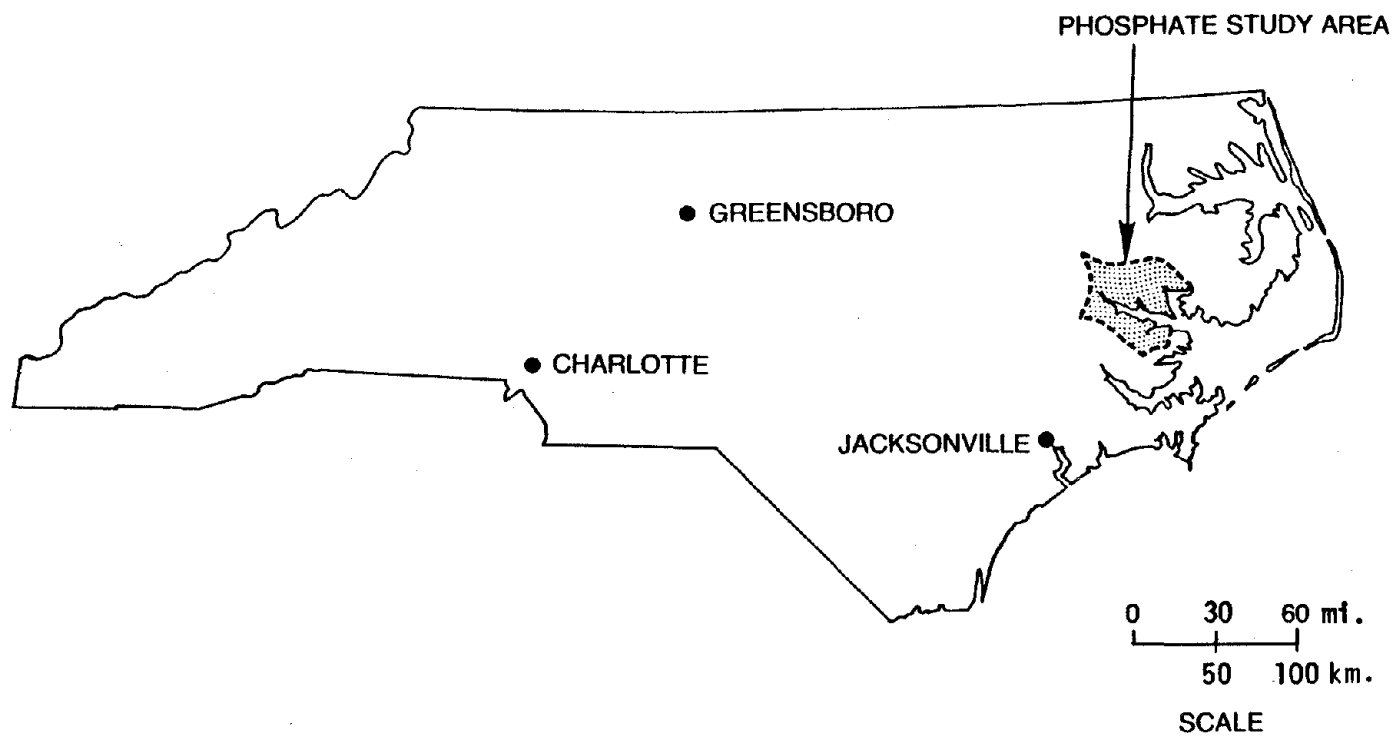 PHOSPHATE STUDY AREA
GREENSBORO
CHARLOTTE
JACKSONVILLE
0 30 60 mi.
50 100 km.
SCALE